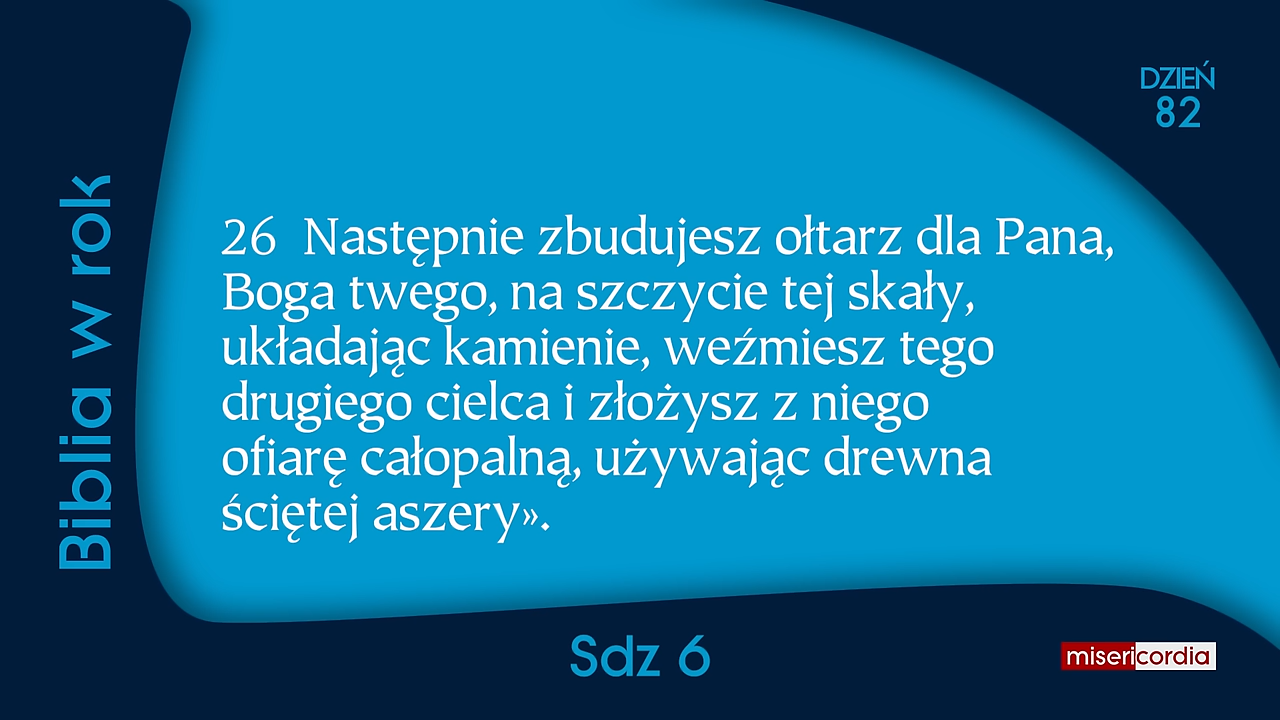 DZIEŃ
82
Biblia w rok
26 Następnie zbudujesz ołtarz dla Pana,
Boga twego, na szczycie tej skały,
układając kamienie, weźmiesz tego
drugiego cielca i złożysz z niego
ofiarę całopalną, używając drewna
ściętej aszery».
Sdz 6
misericordia